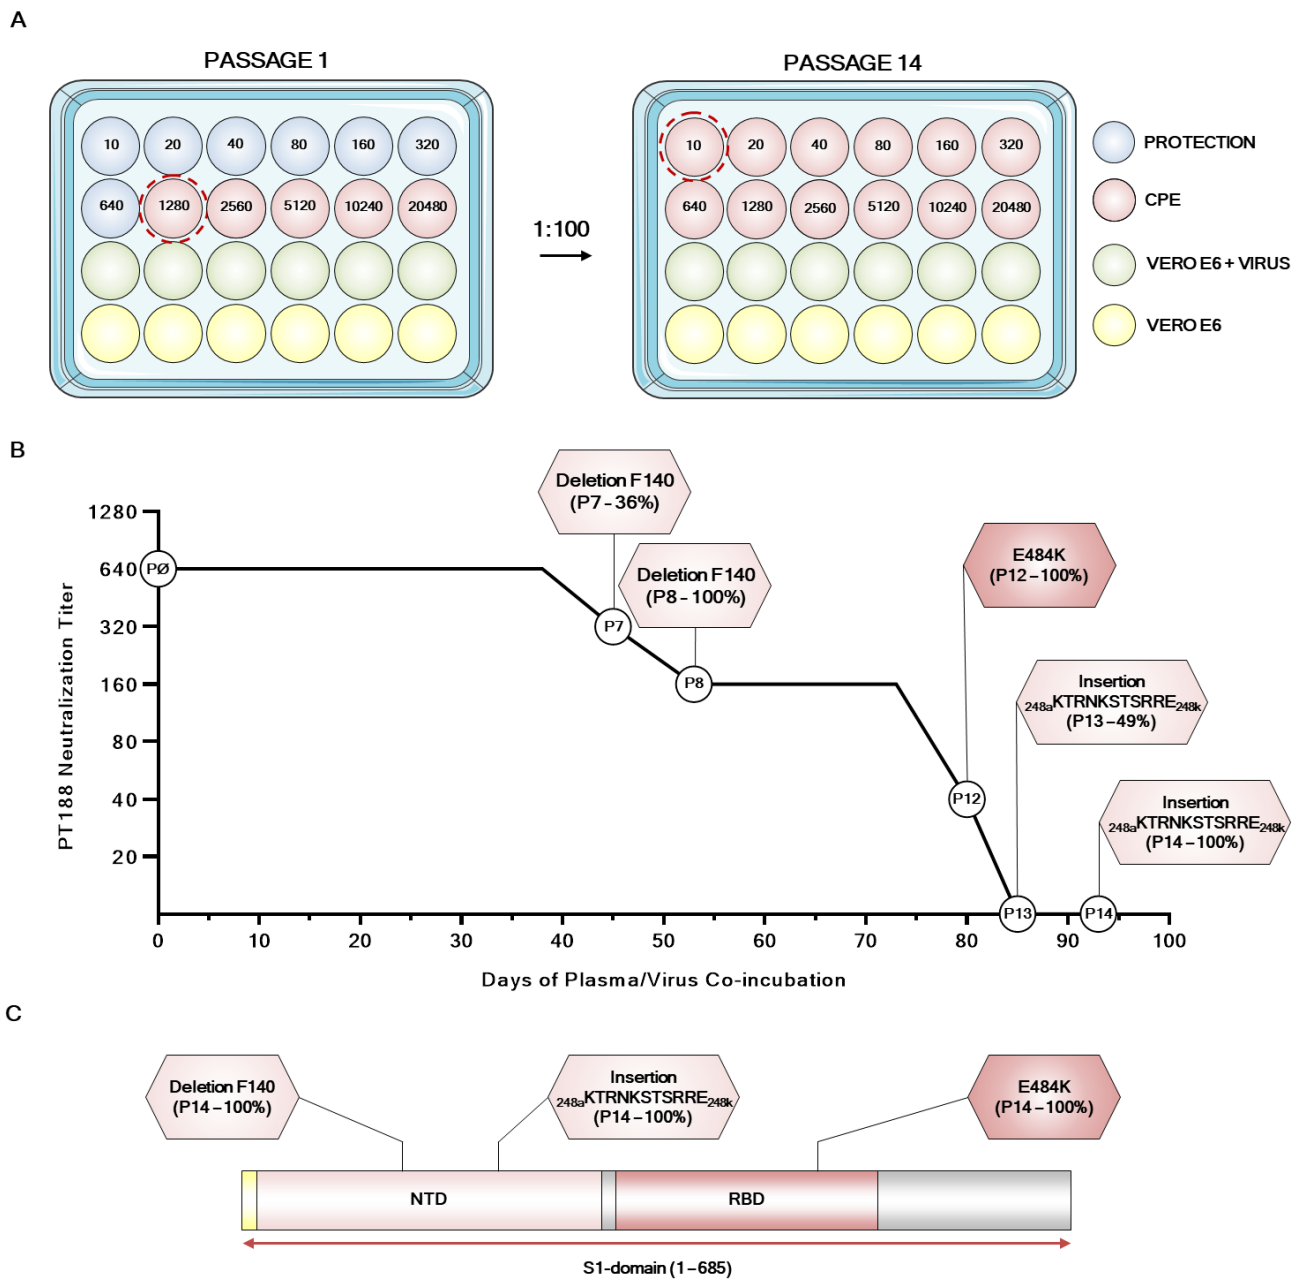 A
PASSAGE 1
PASSAGE 14
10 20 40 80 160 320
640 1280 2560 5120 10240 20480
1:100
10 20 40 80 160 320
640 1280 2560 5120 10240 20480
PROTECTION
CPE
VERO E6 + VIRUS
VERO E6
B
PT188 Neutralization Titer
1280
640
320
160
80
40
20
PØ
P7
P8
P12
P13
P14
Deletion F140
(P7 – 36%)
Deletion F140
(P8 – 100%)
E484K
(P12 – 100%)
Insertion
248aKTRNKSTSRRE248k
(P13 – 49%)
Insertion
248aKTRNKSTSRRE248k
(P14 – 100%)
0 10 20 30 40 50 60 70 80 90 100
Days of Plasma/Virus Co-incubation
C
Deletion F140
(P14 – 100%)
Insertion
248aKTRNKSTSRRE248k
(P14 – 100%)
E484K
(P14 – 100%)
NTD
RBD
S1-domain (1 – 685)